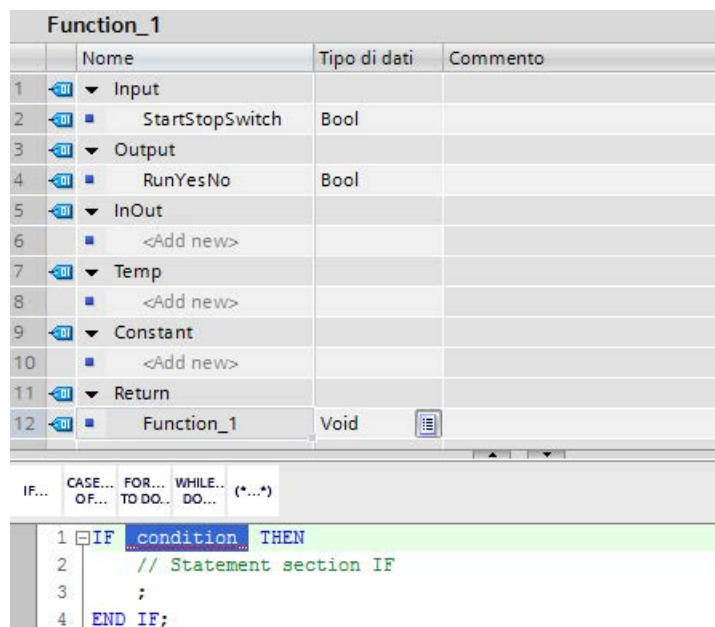 Function_1
Nome Tipo di dati Commento
1 Input
2 StartStopSwitch Bool
3 Output
4 RunYesNo Bool
5 InOut
6 <Add new>
7 Temp
8 <Add new>
9 Constant
10 <Add new>
11 Return
12 Function_1 Void
IF... CASE... OF... FOR... TO DO.. WHILE.. DO... (*...*)
1 IF _condition_ THEN
2 // Statement section IF
3 ;
4 END_IF;